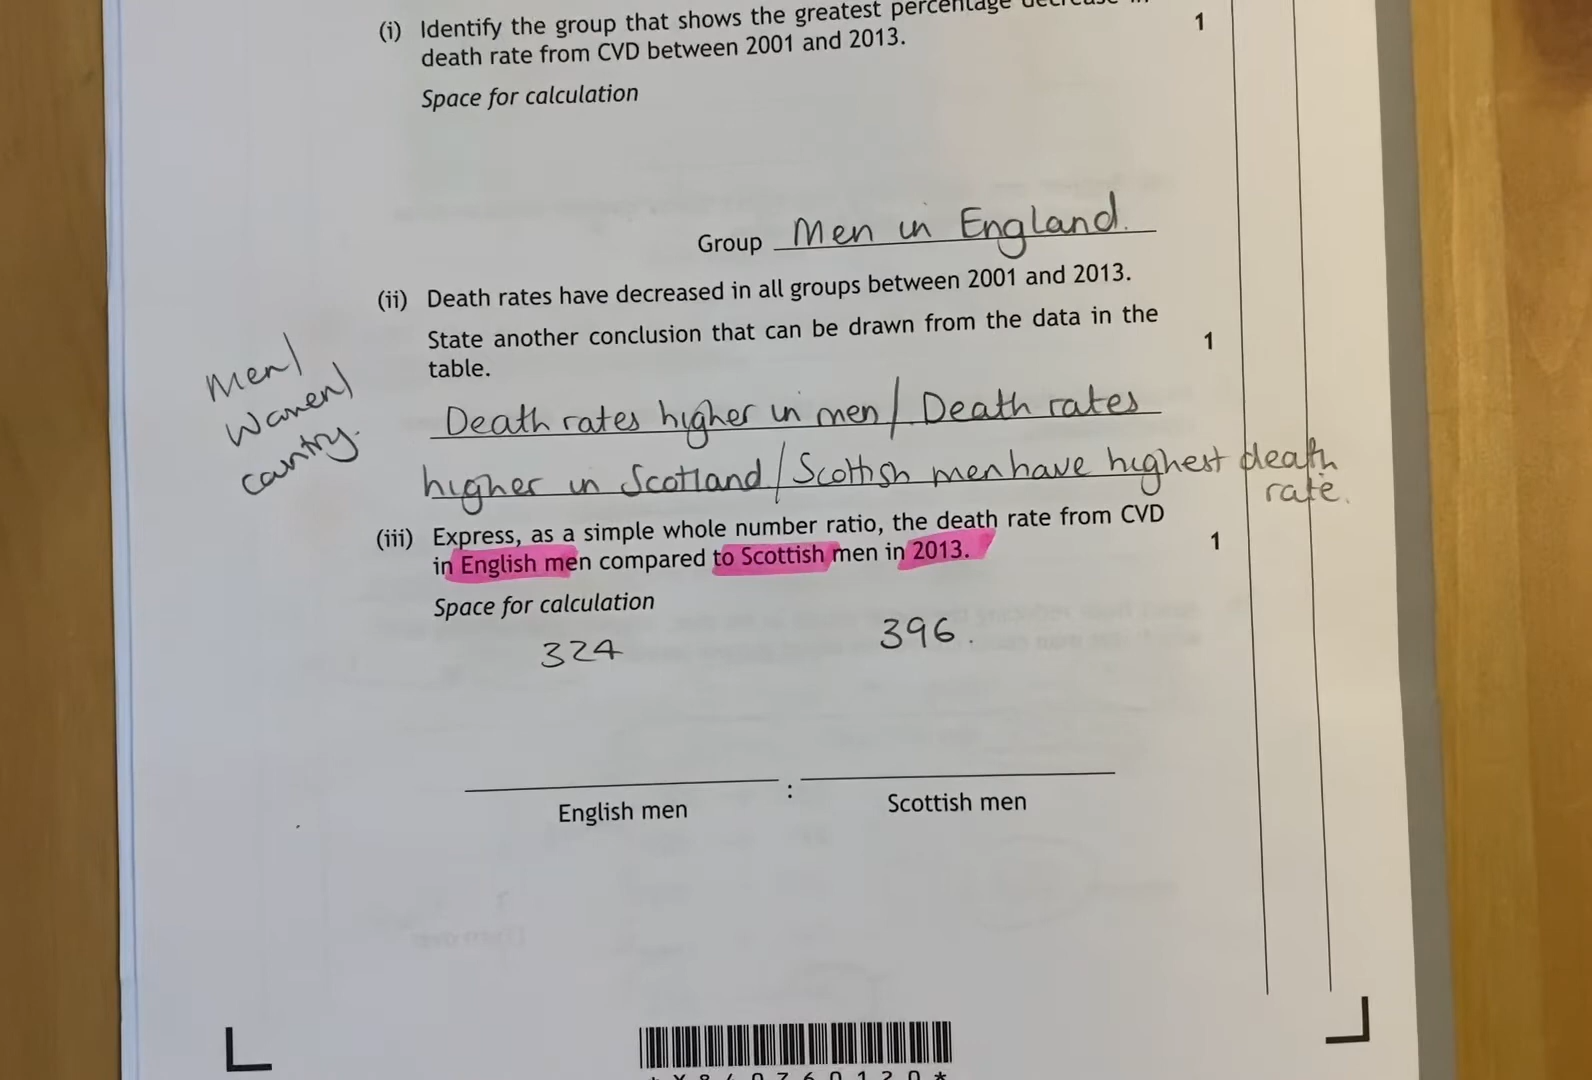 (i) Identify the group that shows the greatest percentage decrease in
1
death rate from CVD between 2001 and 2013.
Space for calculation
Group Men in England.
(ii) Death rates have decreased in all groups between 2001 and 2013.
State another conclusion that can be drawn from the data in the
table.
1
Men/
Women/
country.
Death rates higher in men/ Death rates
higher in Scotland/Scottish men have highest death
rate.
(iii) Express, as a simple whole number ratio, the death rate from CVD
in English men compared to Scottish men in 2013.
1
Space for calculation
324 396.
:
English men Scottish men